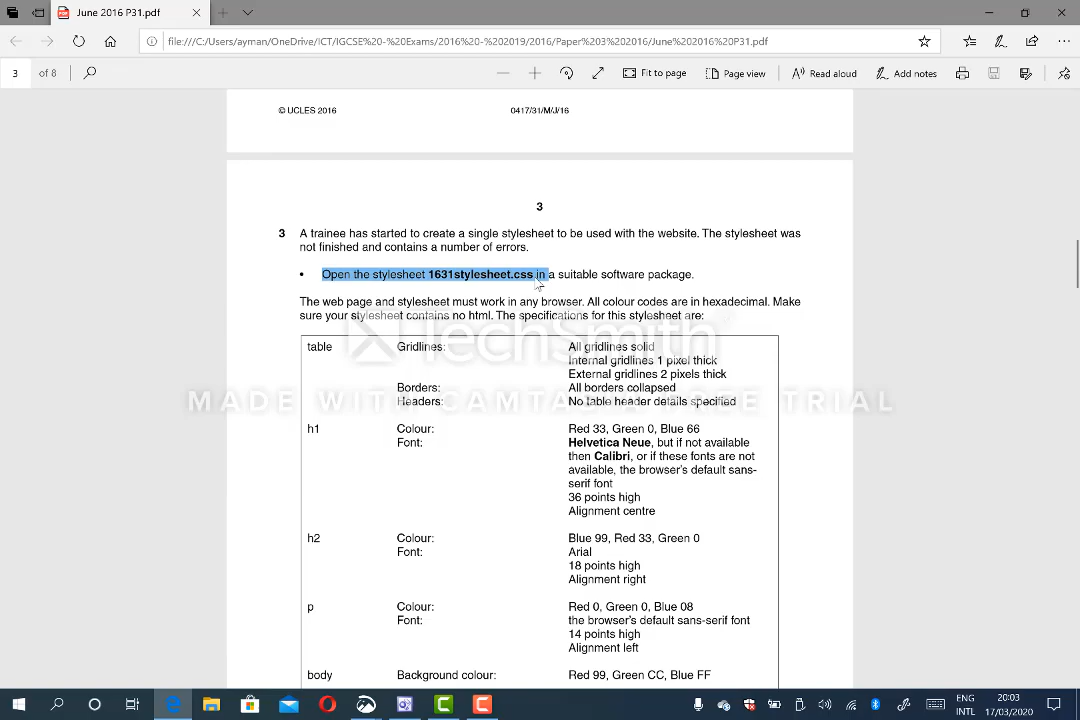 June 2016 P31.pdf
file:///C:/Users/ayman/OneDrive/ICT/IGCSE%20-%20Exams/2016%20-%202019/2016/Paper%203%202016/June%202016%20P31.pdf
3 of 8
Fit to page
Page view
Read aloud
Add notes
© UCLES 2016
0417/31/M/J/16
3
3 A trainee has started to create a single stylesheet to be used with the website. The stylesheet was
not finished and contains a number of errors.
• Open the stylesheet 1631stylesheet.css in a suitable software package.
The web page and stylesheet must work in any browser. All colour codes are in hexadecimal. Make
sure your stylesheet contains no html. The specifications for this stylesheet are:
TechSmith
table Gridlines: All gridlines solid
Internal gridlines 1 pixel thick
External gridlines 2 pixels thick
Borders: All borders collapsed
Headers: No table header details specified
MADE WITH CAMTASIA FREE TRIAL
h1 Colour: Red 33, Green 0, Blue 66
Font: Helvetica Neue, but if not available
then Calibri, or if these fonts are not
available, the browser's default sans-
serif font
36 points high
Alignment centre
h2 Colour: Blue 99, Red 33, Green 0
Font: Arial
18 points high
Alignment right
p Colour: Red 0, Green 0, Blue 08
Font: the browser's default sans-serif font
14 points high
Alignment left
body Background colour: Red 99, Green CC, Blue FF
ENG
INTL
20:03
17/03/2020